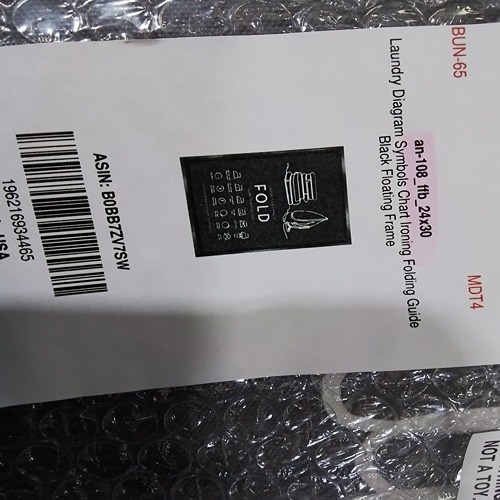 BUN-65
MDT4
an-108_ffb_24x30
Laundry Diagram Symbols Chart Ironing Folding Guide
Black Floating Frame
FOLD
ASIN: B0BB7ZV7SW
196216934465
USA
NOT A TOY